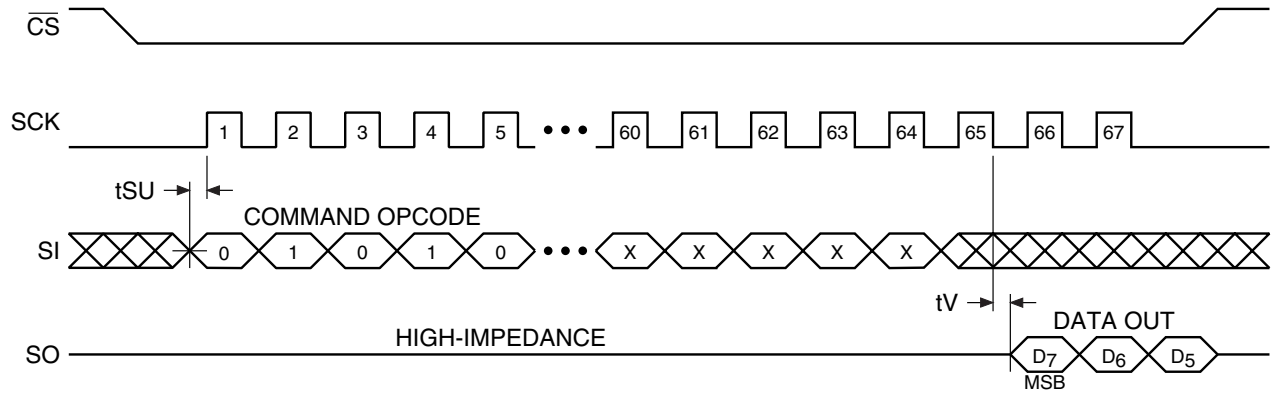 CS
SCK 1 2 3 4 5 ••• 60 61 62 63 64 65 66 67
tSU
COMMAND OPCODE
SI 0 1 0 1 0 ••• X X X X X
tV
DATA OUT
HIGH-IMPEDANCE
SO D7 D6 D5
MSB